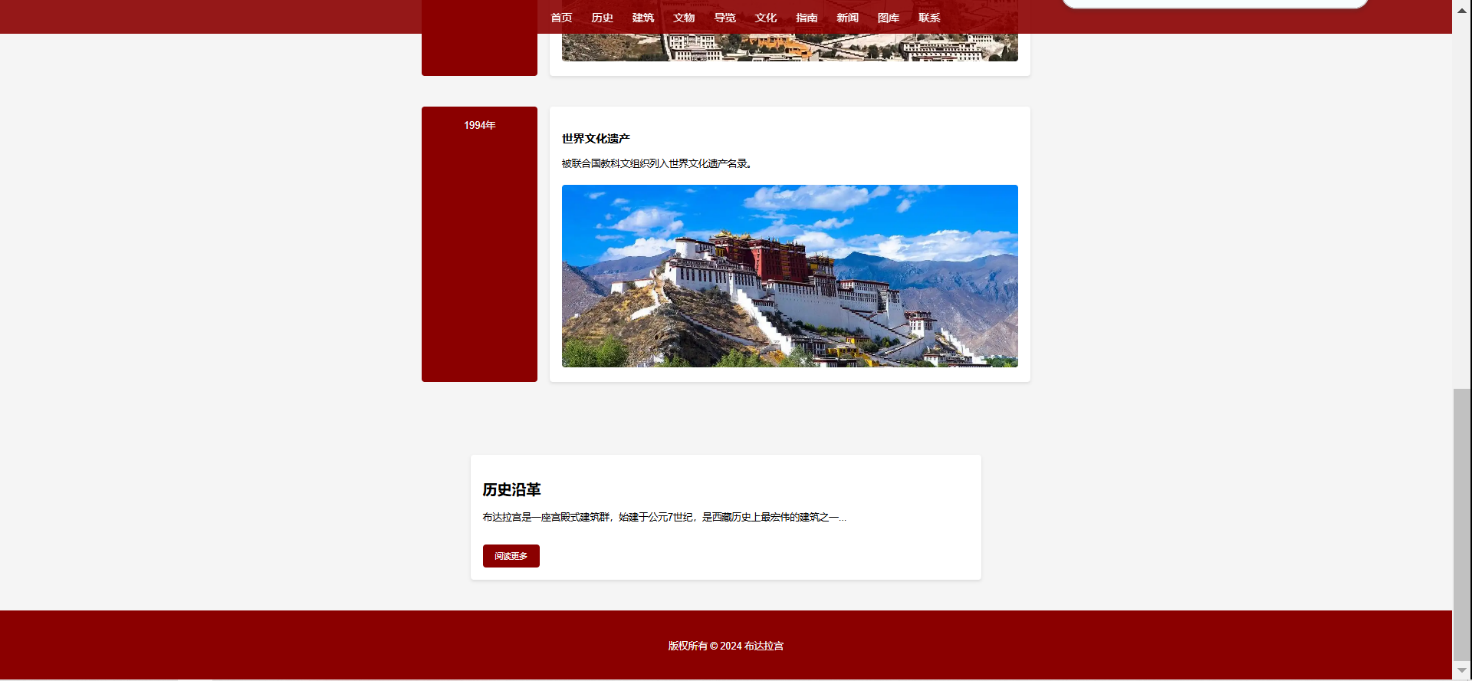 首页 历史 建筑 文物 导览 文化 指南 新闻 图库 联系
1994年
世界文化遗产
被联合国教科文组织列入世界文化遗产名录。
历史沿革
布达拉宫是一座宫殿式建筑群，始建于公元7世纪，是西藏历史上最宏伟的建筑之一...
阅读更多
版权所有 © 2024 布达拉宫